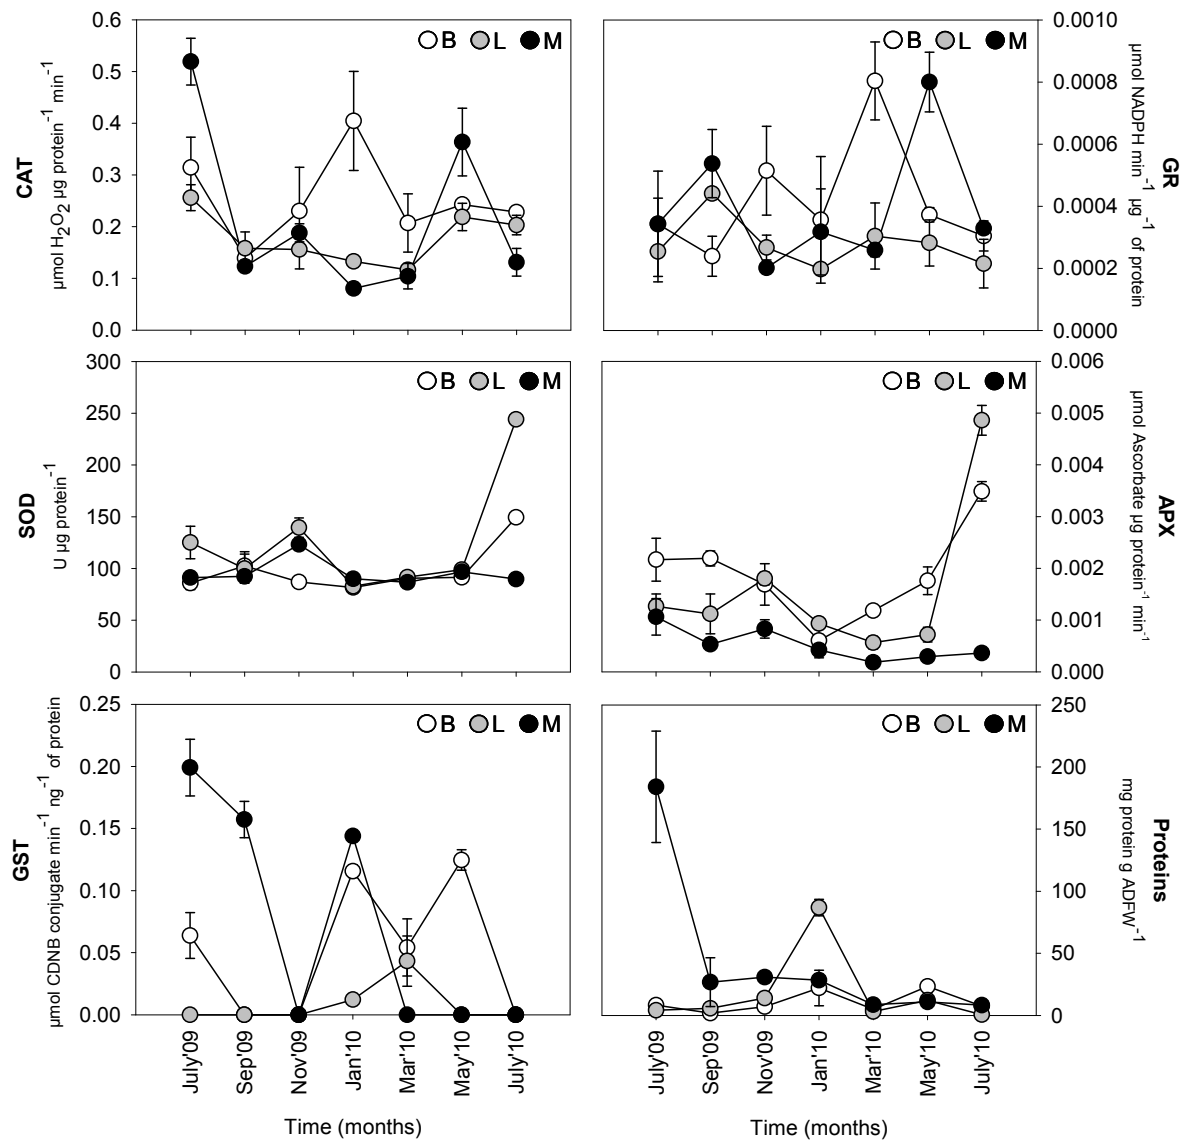 CAT
µmol H2O2 µg protein⁻¹ min⁻¹
0.6
0.5
0.4
0.3
0.2
0.1
0.0
B L M
B L M
0.0010
0.0008
0.0006
0.0004
0.0002
0.0000
GR
µmol NADPH min⁻¹ µg⁻¹ of protein
SOD
U µg protein⁻¹
300
250
200
150
100
50
0
B L M
B L M
0.006
0.005
0.004
0.003
0.002
0.001
0.000
APX
µmol Ascorbate µg protein⁻¹ min⁻¹
GST
µmol CDNB conjugate min⁻¹ ng⁻¹ of protein
0.25
0.20
0.15
0.10
0.05
0.00
B L M
July'09
Sep'09
Nov'09
Jan'10
Mar'10
May'10
July'10
Time (months)
B L M
250
200
150
100
50
0
Proteins
mg protein g ADFW⁻¹
July'09
Sep'09
Nov'09
Jan'10
Mar'10
May'10
July'10
Time (months)